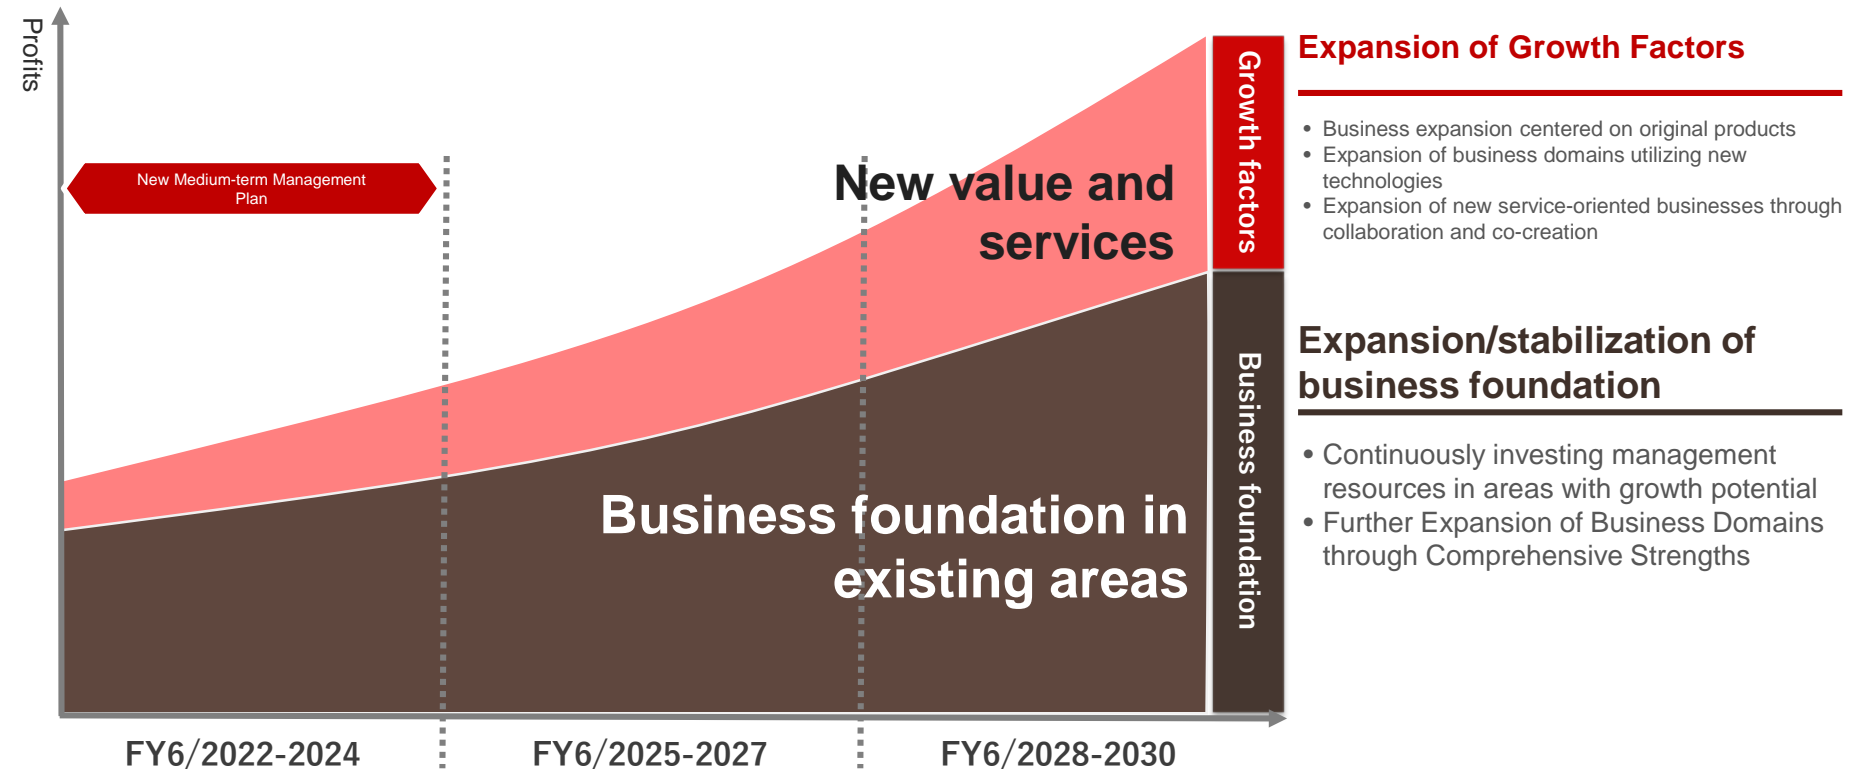 Profits
New Medium-term Management
Plan
New value and
services
Business foundation in
existing areas
Growth factors
Business foundation
Expansion of Growth Factors
• Business expansion centered on original products
• Expansion of business domains utilizing new
technologies
• Expansion of new service-oriented businesses through
collaboration and co-creation
Expansion/stabilization of
business foundation
• Continuously investing management
resources in areas with growth potential
• Further Expansion of Business Domains
through Comprehensive Strengths
FY6/2022-2024
FY6/2025-2027
FY6/2028-2030